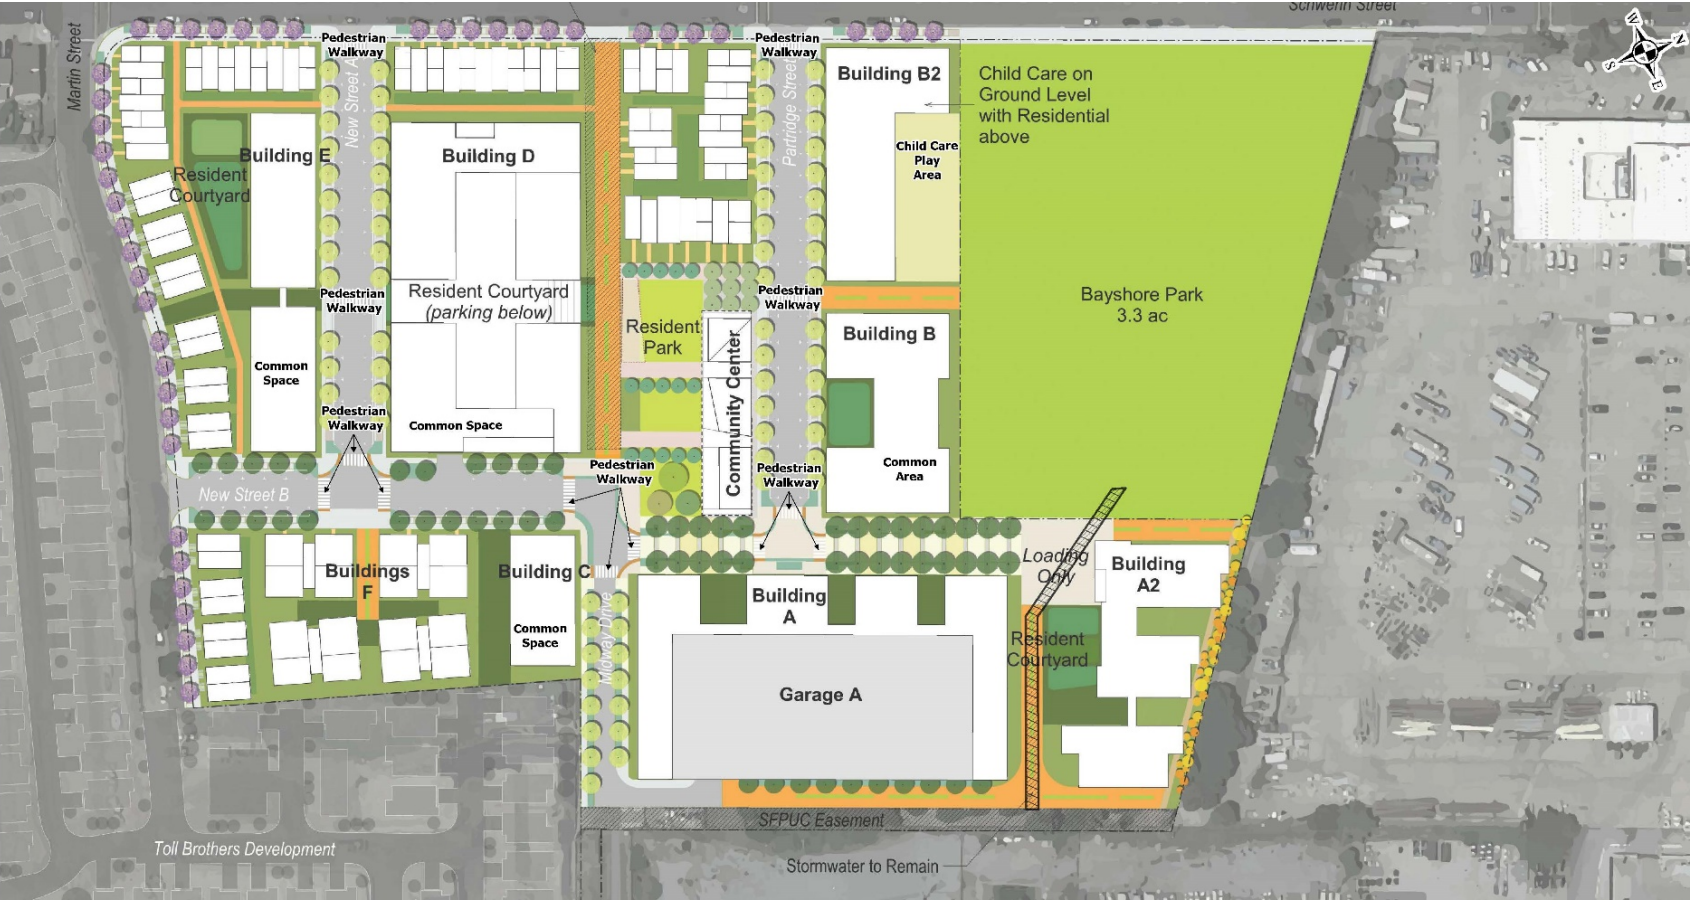 Schwerin Street
Martin Street
W
N
S
E
Pedestrian
Walkway
Pedestrian
Walkway
New Street A
Partridge Street
Building B2
Child Care on
Ground Level
with Residential
above
Child Care
Play
Area
Building E
Resident
Courtyard
Building D
Resident Courtyard
(parking below)
Pedestrian
Walkway
Pedestrian
Walkway
Bayshore Park
3.3 ac
Resident
Park
Community Center
Building B
Common
Space
Pedestrian
Walkway
Common Space
Pedestrian
Walkway
Pedestrian
Walkway
Common
Area
New Street B
Buildings
F
Building C
Common
Space
Midway Drive
Building
A
Garage A
Loading
Only
Building
A2
Resident
Courtyard
SFPUC Easement
Toll Brothers Development
Stormwater to Remain